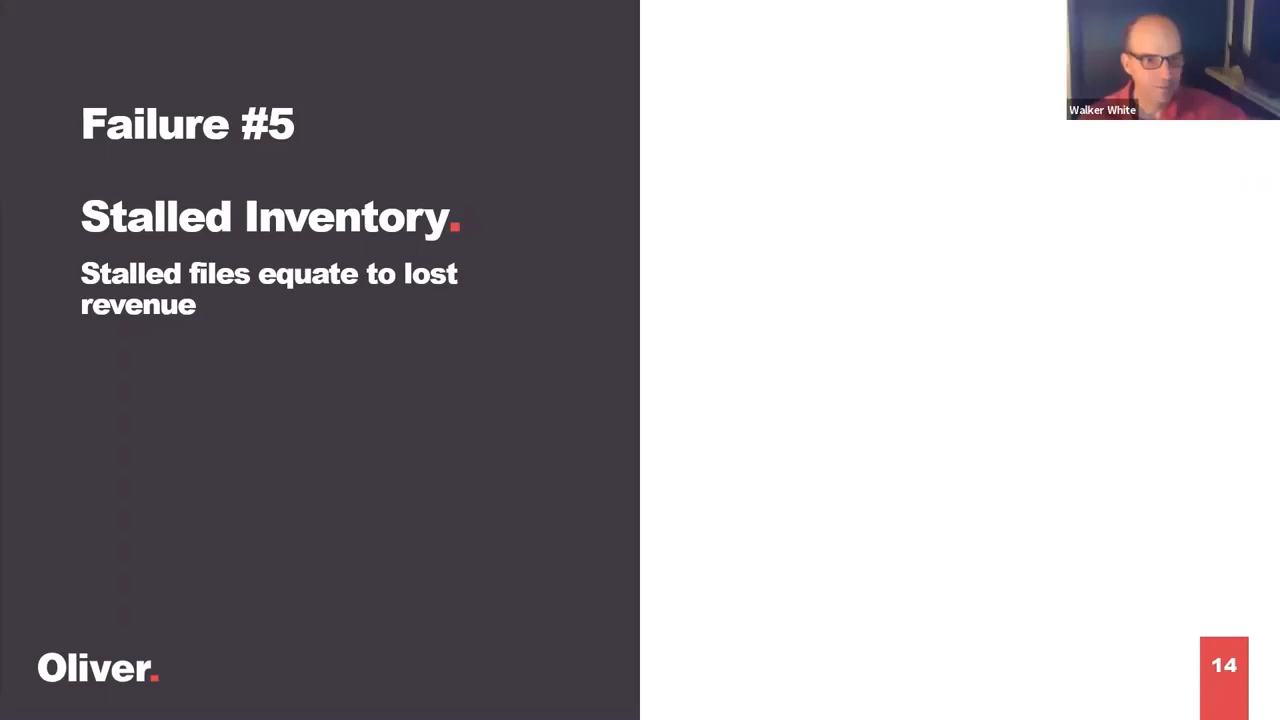 Failure #5
Stalled Inventory.
Stalled files equate to lost
revenue
Oliver.
Walker White
14